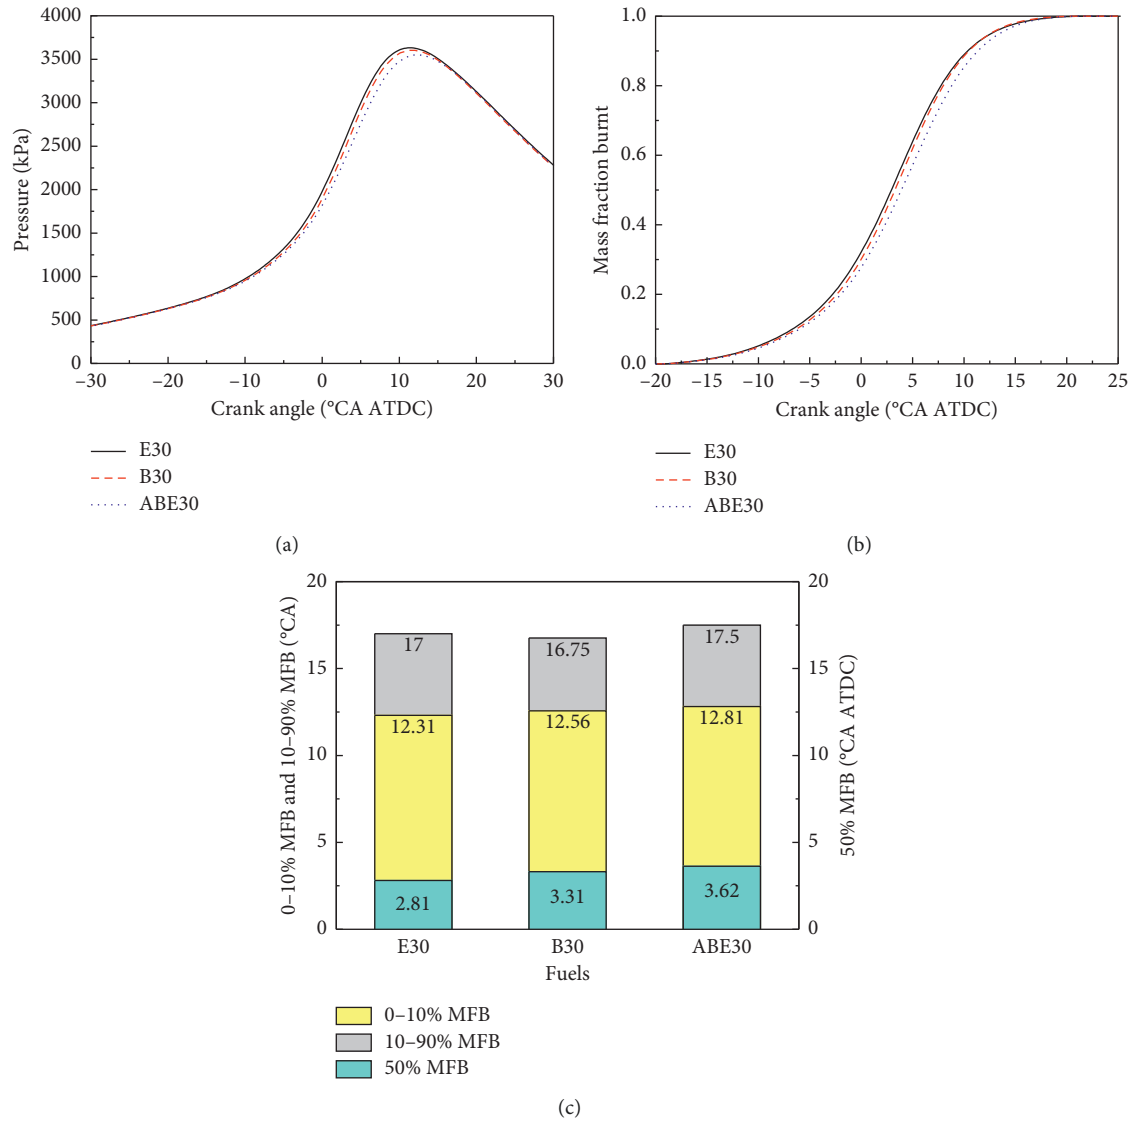 4000
3500
3000
2500
2000
1500
1000
500
0
Pressure (kPa)
−30 −20 −10 0 10 20 30
Crank angle (°CA ATDC)
E30
B30
ABE30
(a)
1.0
0.8
0.6
0.4
0.2
0.0
Mass fraction burnt
−20 −15 −10 −5 0 5 10 15 20 25
Crank angle (°CA ATDC)
E30
B30
ABE30
(b)
20
15
10
5
0
0–10% MFB and 10–90% MFB (°CA)
17 16.75 17.5
12.31 12.56 12.81
2.81 3.31 3.62
20
15
10
5
0
50% MFB (°CA ATDC)
E30 B30 ABE30
Fuels
0–10% MFB
10–90% MFB
50% MFB
(c)